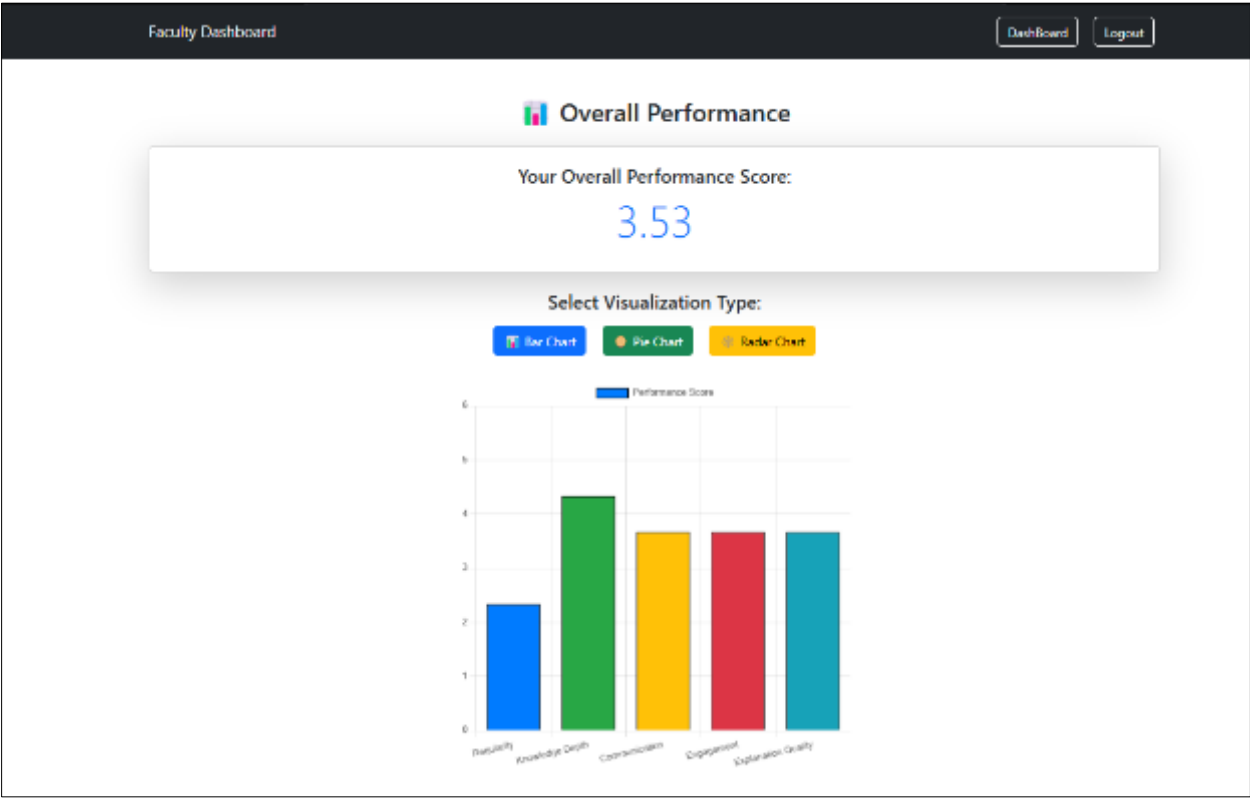 Faculty Dashboard DashBoard Logout
Overall Performance
Your Overall Performance Score:
3.53
Select Visualization Type:
Bar Chart Pie Chart Radar Chart
Performance Score
6
5
4
3
2
1
0
Regularity Knowledge Depth Communication Engagement Explanation Quality